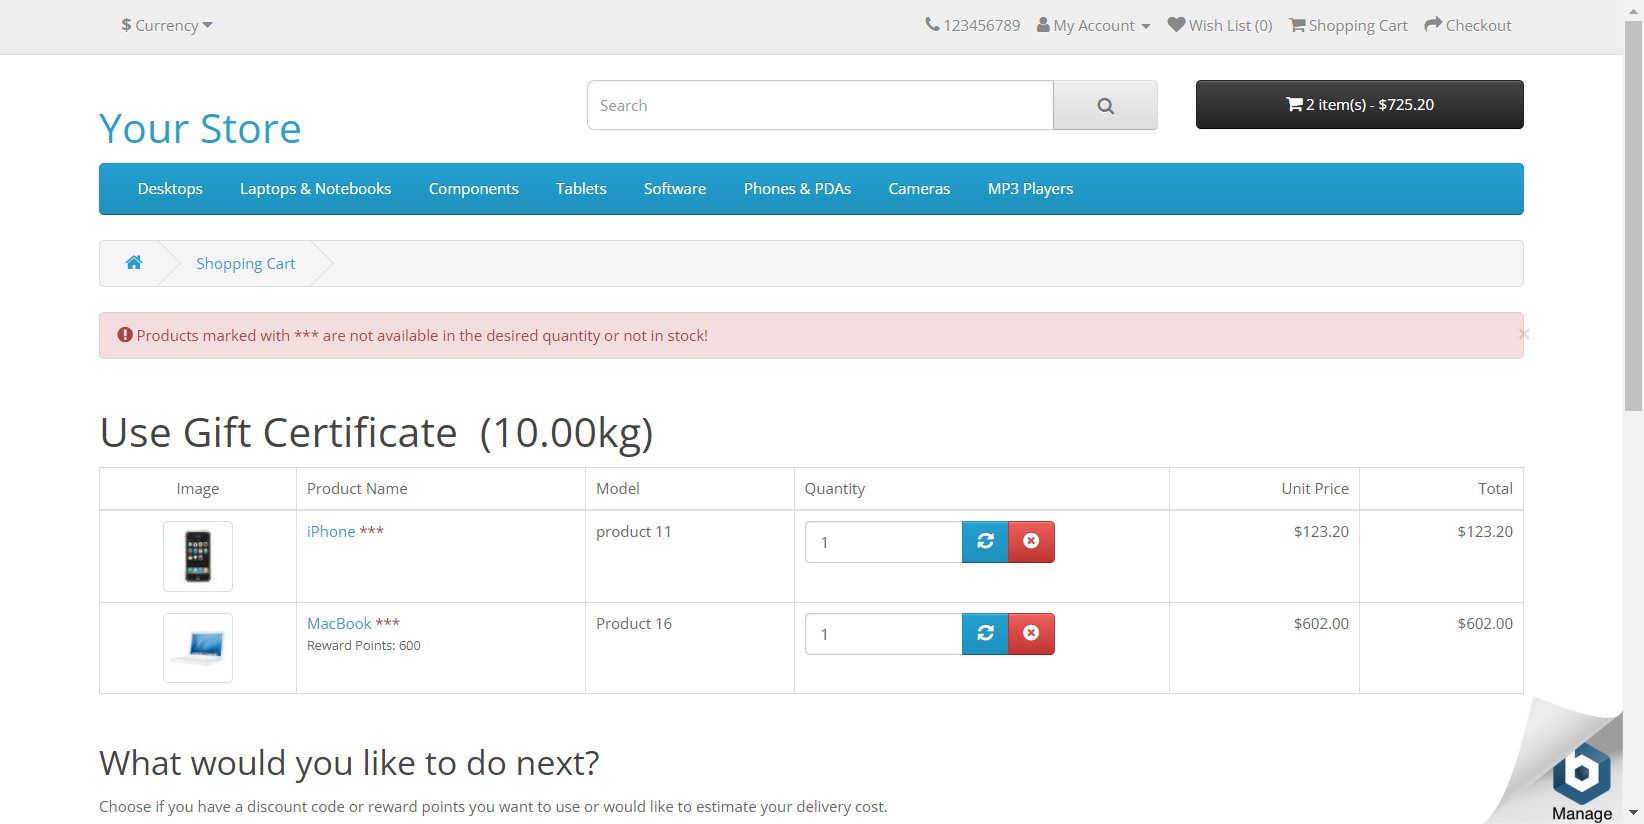 $ Currency
123456789 My Account Wish List (0) Shopping Cart Checkout
Your Store
Search
2 item(s) - $725.20
Desktops Laptops & Notebooks Components Tablets Software Phones & PDAs Cameras MP3 Players
Shopping Cart
Products marked with *** are not available in the desired quantity or not in stock!
×
Use Gift Certificate (10.00kg)
Image Product Name Model Quantity Unit Price Total
iPhone *** product 11 1 $123.20 $123.20
MacBook *** Product 16 1 $602.00 $602.00
Reward Points: 600
What would you like to do next?
Choose if you have a discount code or reward points you want to use or would like to estimate your delivery cost.
Manage